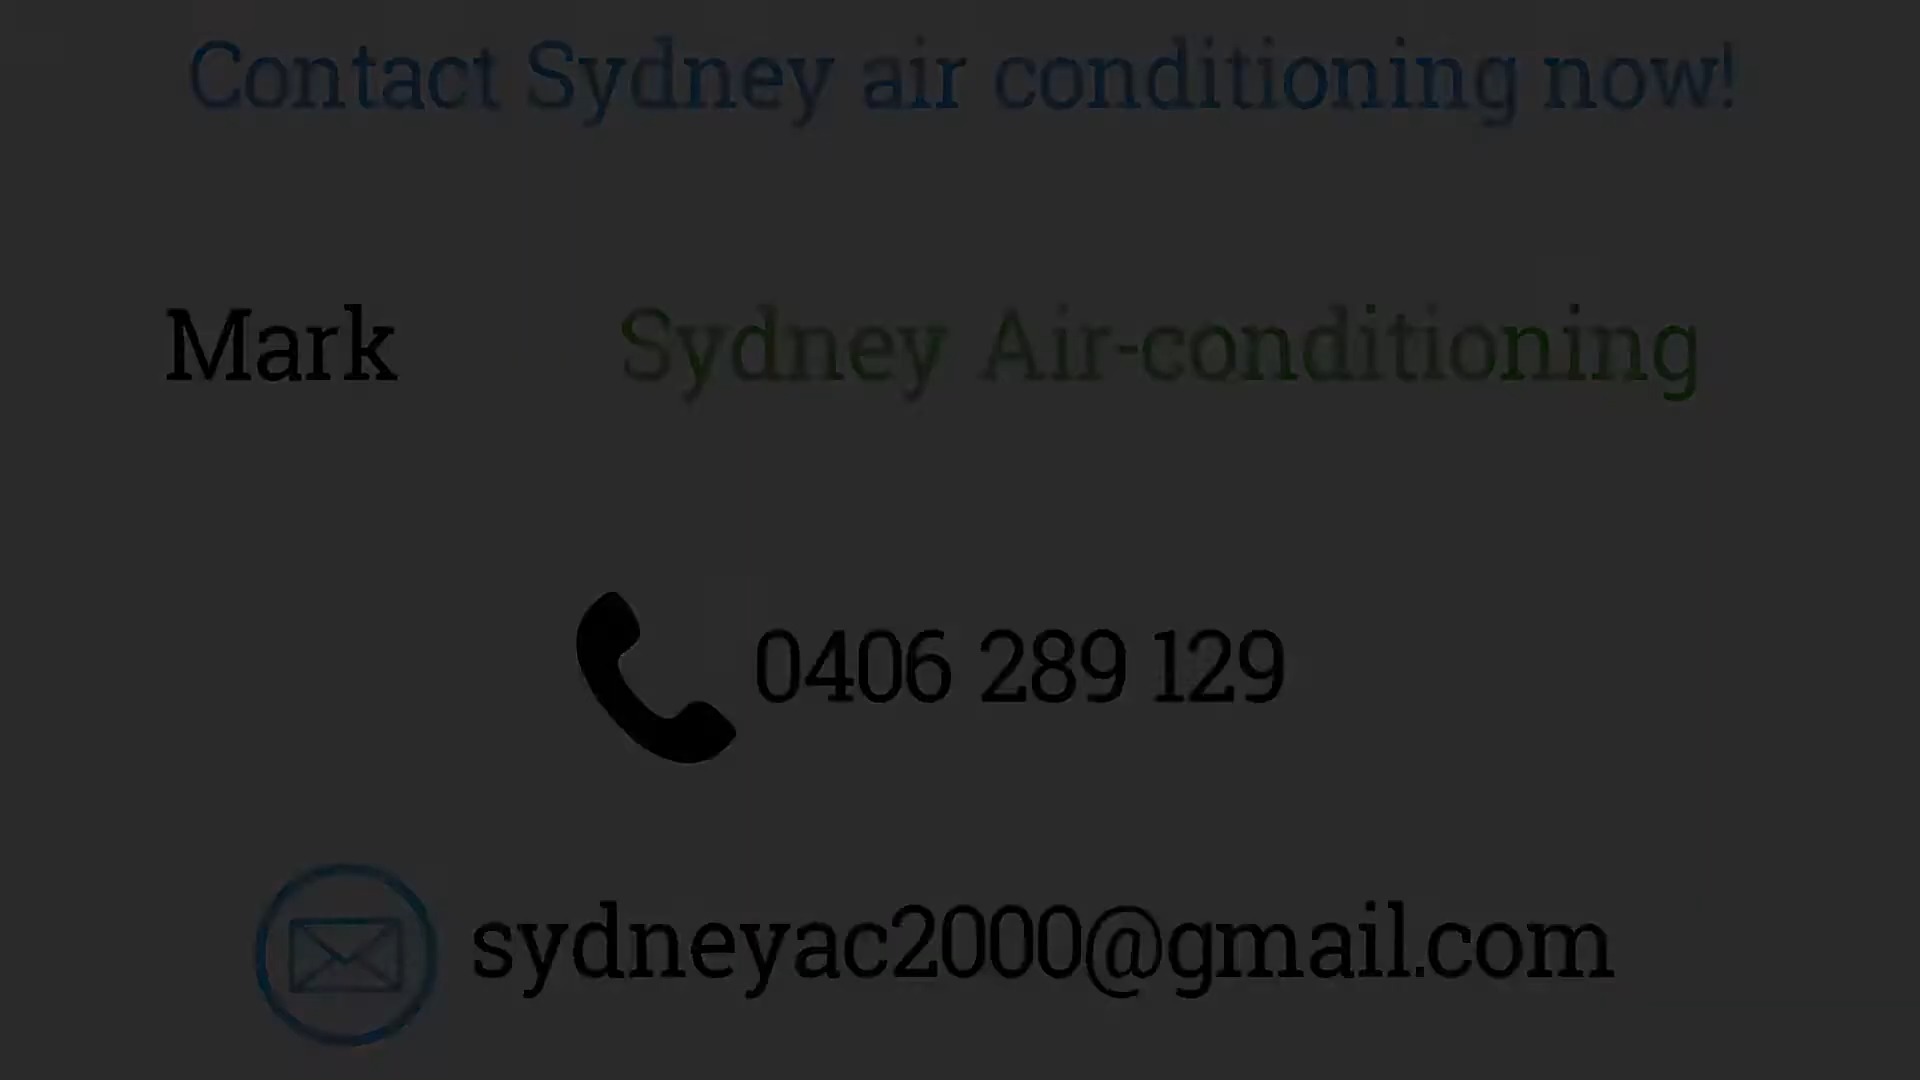 Contact Sydney air conditioning now!
Mark Sydney Air-conditioning
0406 289 129
sydneyac2000@gmail.com